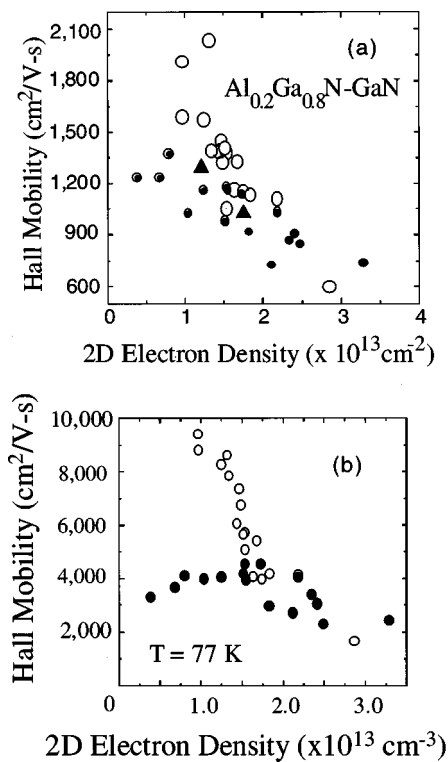 2,100
1,800
1,500
1,200
900
600
Hall Mobility (cm²/V-s)
(a)
Al₀.₂Ga₀.₈N-GaN
0 1 2 3 4
2D Electron Density (x 10¹³cm⁻²)
10,000
8,000
6,000
4,000
2,000
Hall Mobility (cm²/V-s)
(b)
T = 77 K
1.0 2.0 3.0
2D Electron Density (x10¹³ cm⁻³)